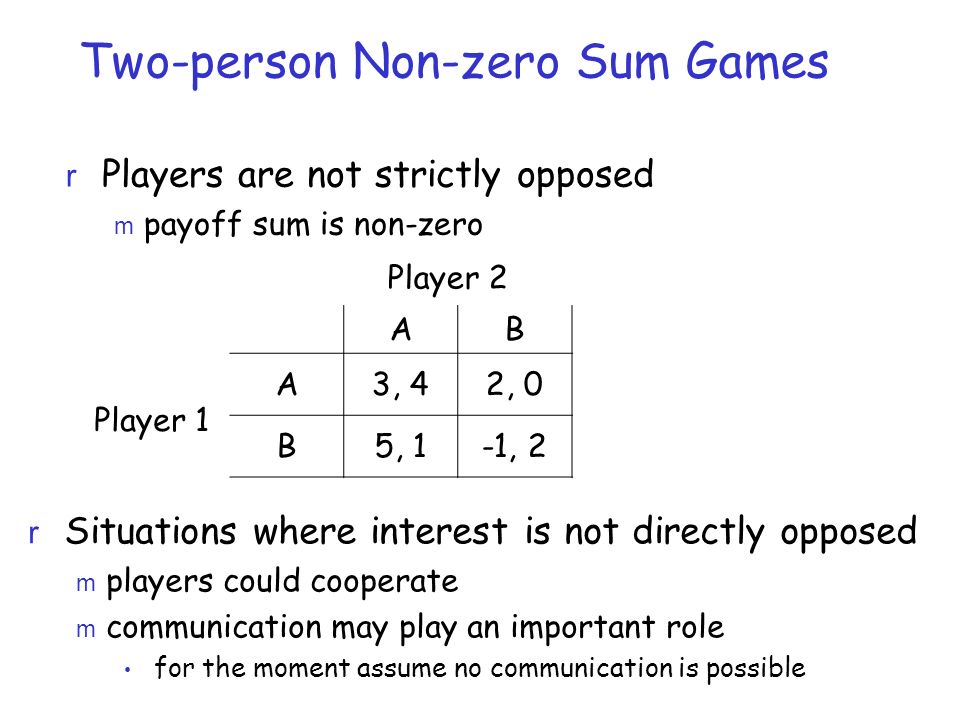 Two-person Non-zero Sum Games
r Players are not strictly opposed
m payoff sum is non-zero
Player 2
A B
A 3, 4 2, 0
Player 1
B 5, 1 -1, 2
r Situations where interest is not directly opposed
m players could cooperate
m communication may play an important role
• for the moment assume no communication is possible